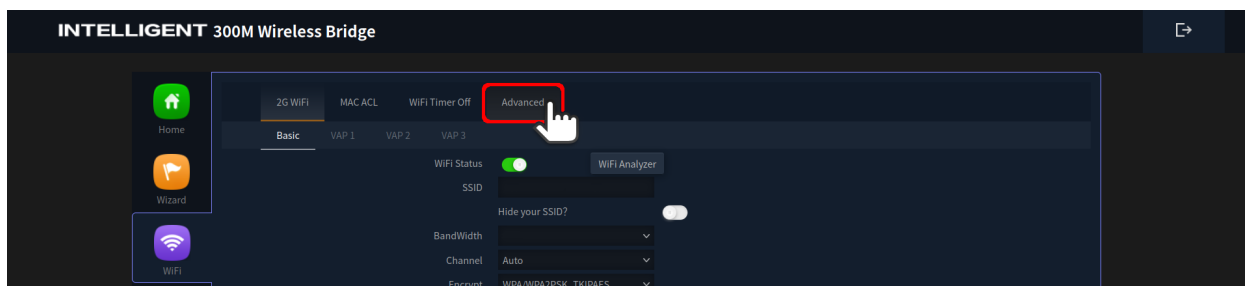 INTELLIGENT 300M Wireless Bridge
2G WiFi MAC ACL WiFi Timer Off Advanced
Home
Basic VAP 1 VAP 2 VAP 3
WiFi Status WiFi Analyzer
SSID
Wizard
Hide your SSID?
BandWidth
Channel Auto
WiFi
Encrypt WPA/WPA2PSK_TKIPAES